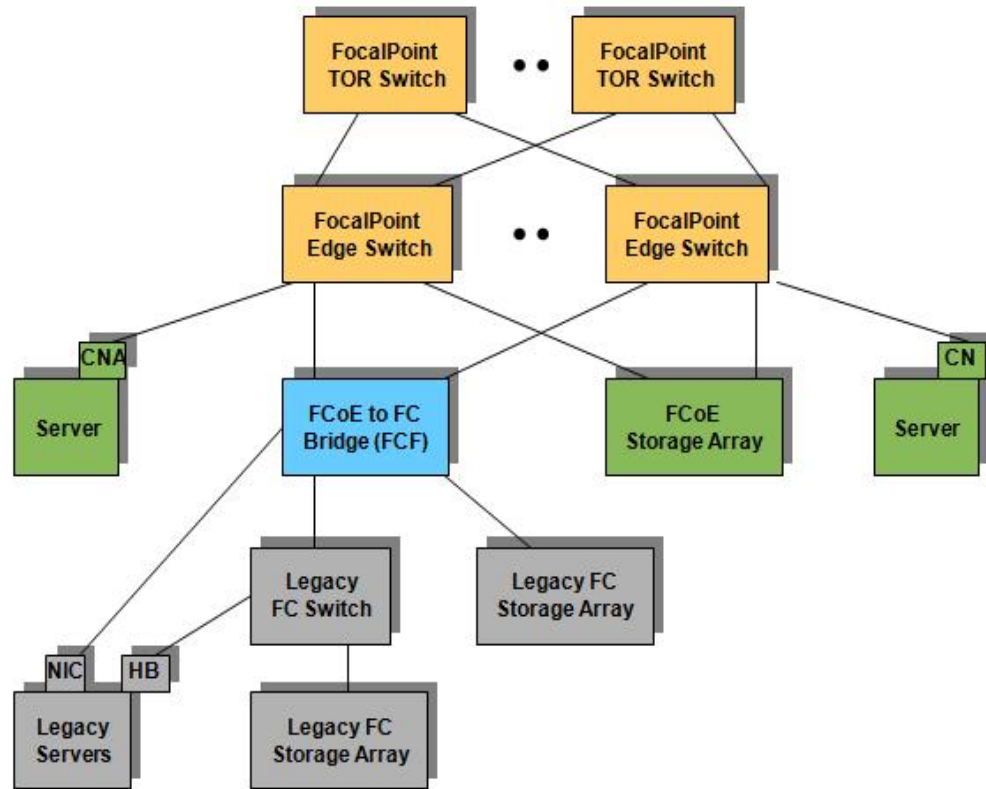 FocalPoint
TOR Switch
FocalPoint
TOR Switch
FocalPoint
Edge Switch
FocalPoint
Edge Switch
CNA
Server
FCoE to FC
Bridge (FCF)
FCoE
Storage Array
CN
Server
Legacy
FC Switch
Legacy FC
Storage Array
NIC
HB
Legacy
Servers
Legacy FC
Storage Array